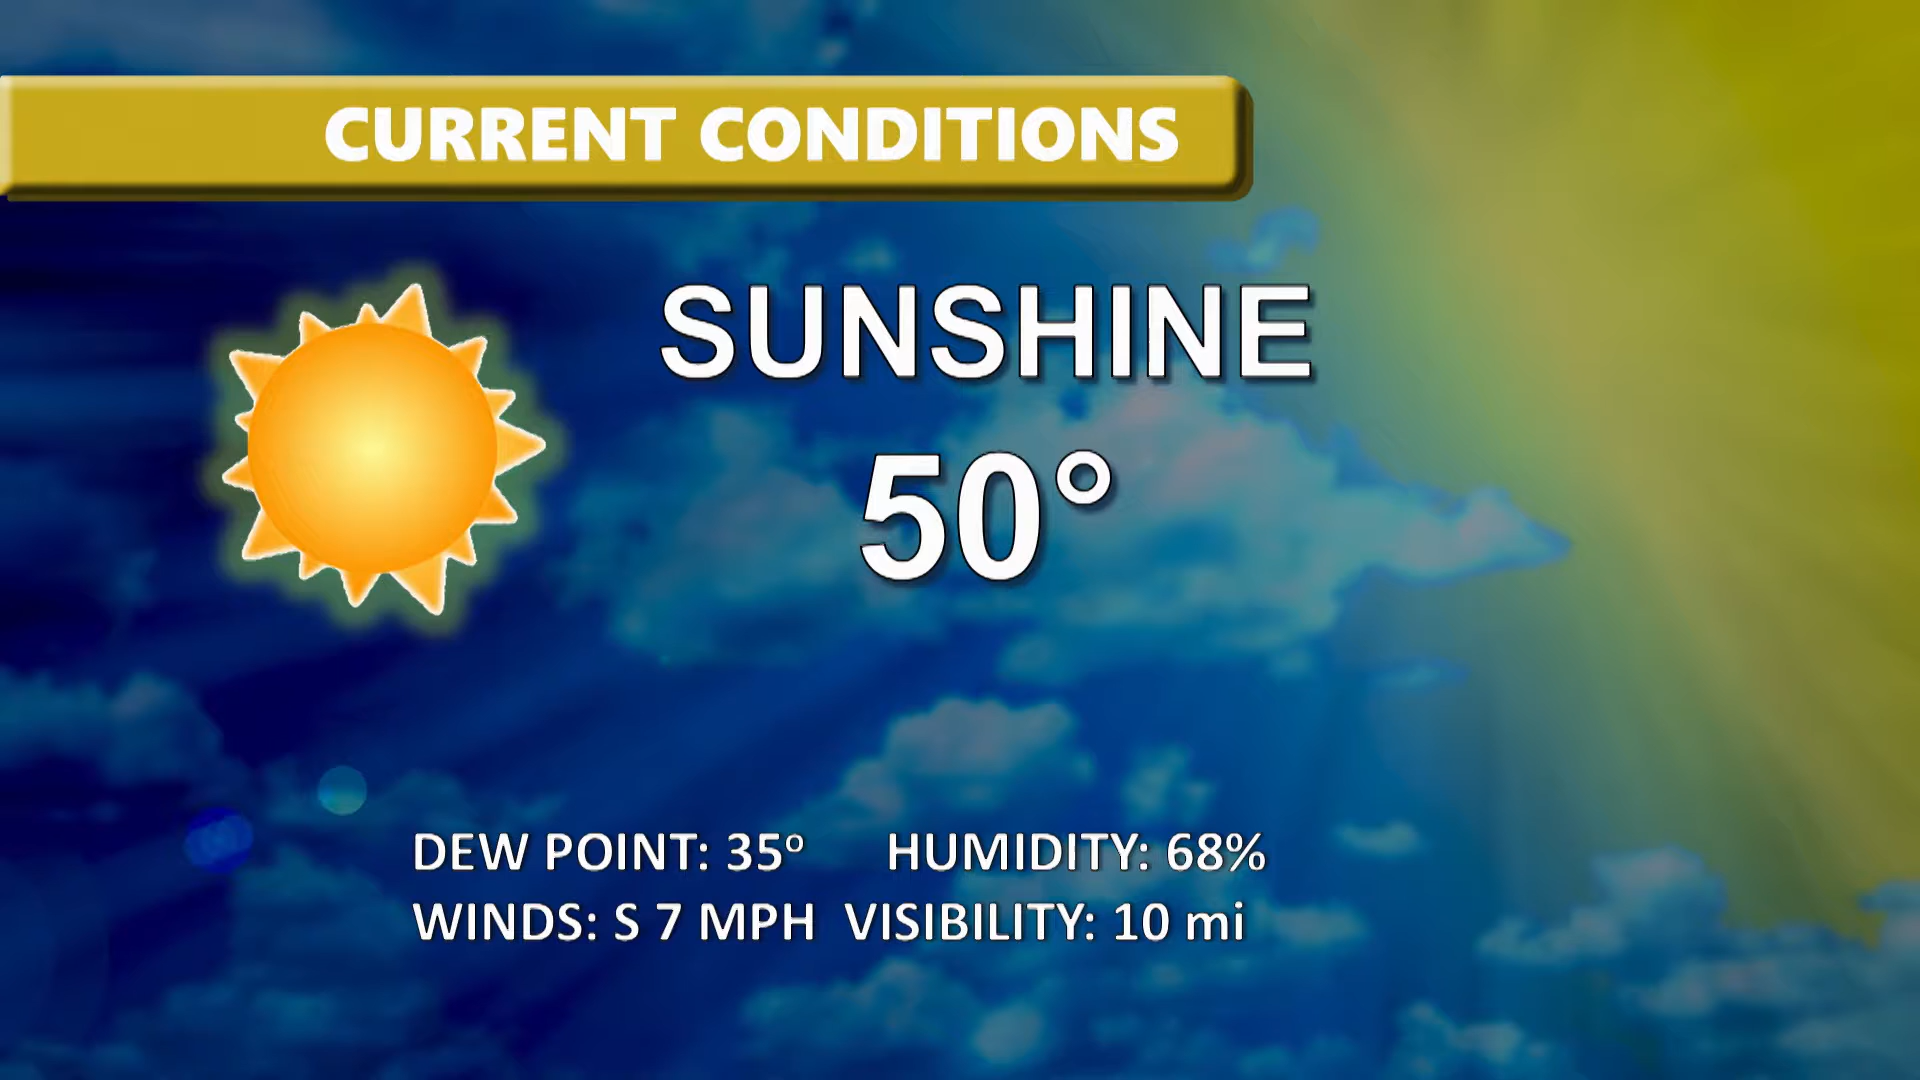 CURRENT CONDITIONS
SUNSHINE
50°
DEW POINT: 35º HUMIDITY: 68%
WINDS: S 7 MPH VISIBILITY: 10 mi